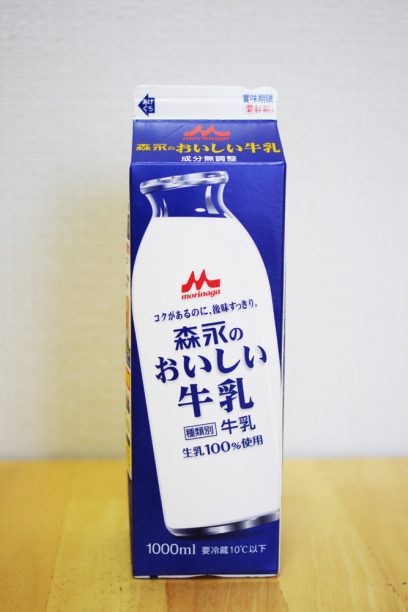 あけぐち
賞味期限
開封前
森永のおいしい牛乳
成分無調整
morinaga
コクがあるのに、後味すっきり。
森永の
おいしい
牛乳
種類別 牛乳
生乳100%使用
1000ml 要冷蔵10℃以下